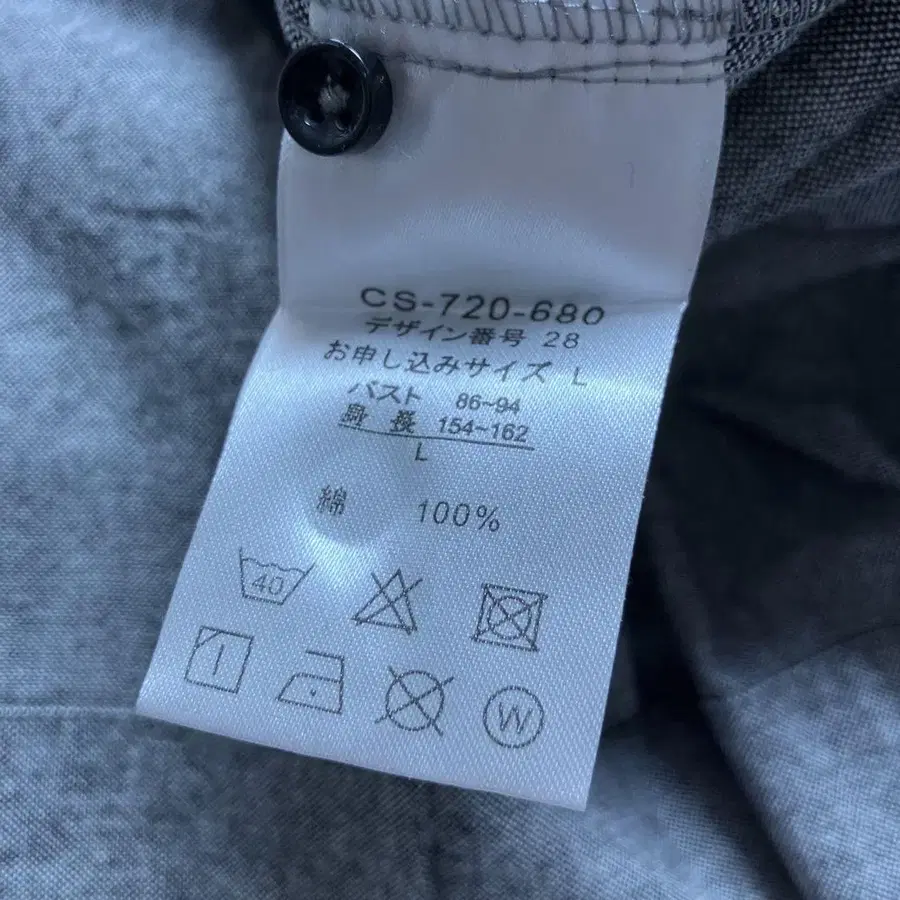 CS-720-680
デザイン番号 28
お申し込みサイズ L
バスト 86~94
身長 154~162
L
綿 100%
40
W